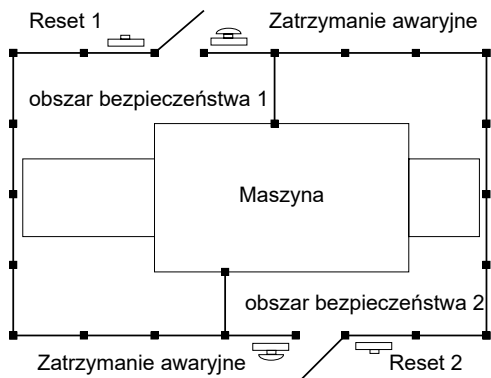 Reset 1
Zatrzymanie awaryjne
obszar bezpieczeństwa 1
Maszyna
obszar bezpieczeństwa 2
Zatrzymanie awaryjne
Reset 2